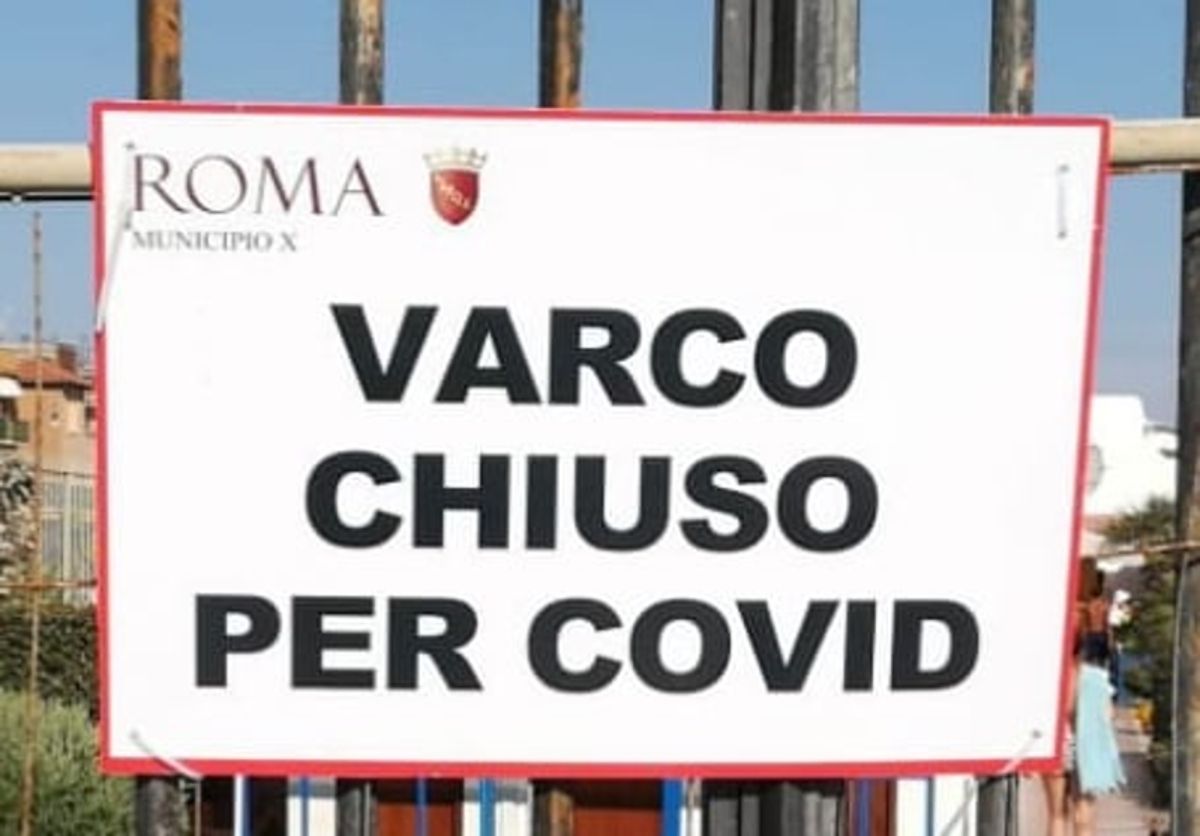 ROMA
MUNICIPIO X
VARCO
CHIUSO
PER COVID